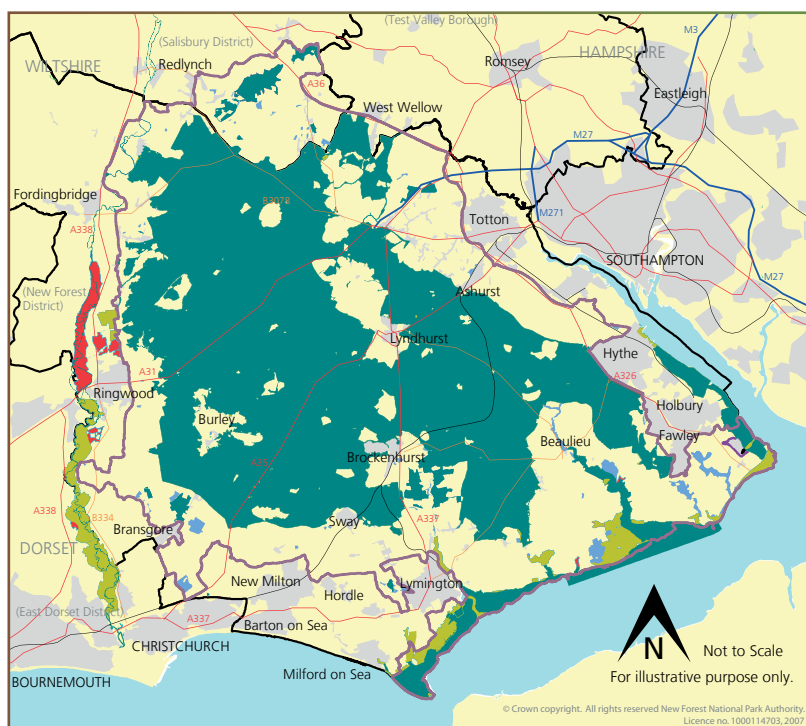 (Test Valley Borough)
M3
(Salisbury District)
HAMPSHIRE
WILTSHIRE
Redlynch
Romsey
A36
Eastleigh
West Wellow
M27
Fordingbridge
B3078
A338
Totton
M271
SOUTHAMPTON
M27
(New Forest
District)
Ashurst
Lyndhurst
Hythe
A31
A326
Ringwood
Holbury
Burley
Beaulieu
Fawley
Brockenhurst
A35
A338
B334
Bransgore
Sway
A337
DORSET
New Milton
Lymington
Hordle
(East Dorset District)
A337
Barton on Sea
CHRISTCHURCH
Milford on Sea
BOURNEMOUTH
N
Not to Scale
For illustrative purpose only.
© Crown copyright. All rights reserved New Forest National Park Authority.
Licence no. 1000114703, 2007